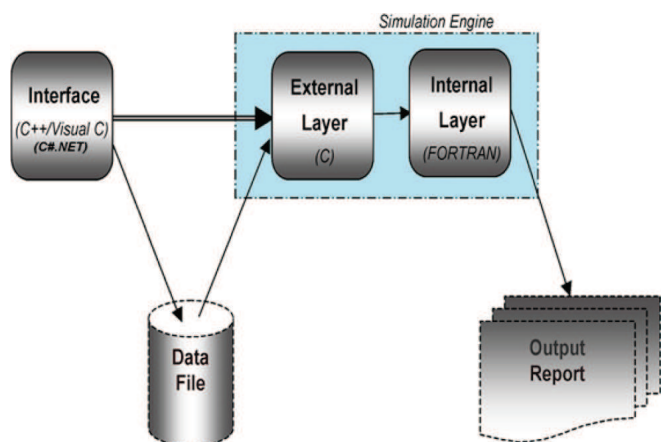 Simulation Engine
Interface
(C++/Visual C)
(C#.NET)
External
Layer
(C)
Internal
Layer
(FORTRAN)
Data
File
Output
Report